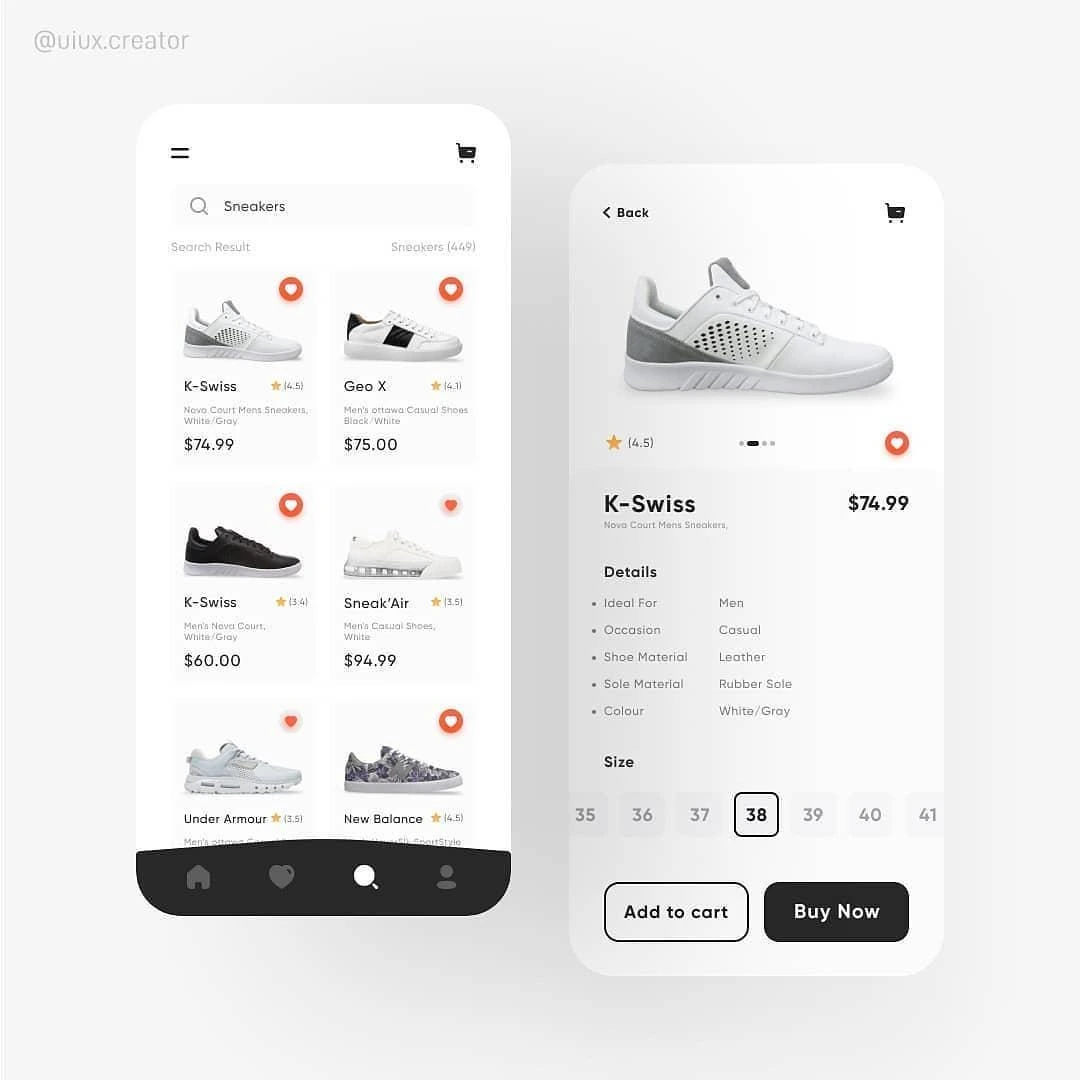 @uiux.creator
Sneakers
Search Result
Sneakers (449)
K-Swiss
(4.5)
Nova Court Mens Sneakers,
White/Gray
$74.99
Geo X
(4.1)
Men's ottawa Casual Shoes
Black/White
$75.00
K-Swiss
(3.4)
Men's Nova Court,
White/Gray
$60.00
Sneak'Air
(3.5)
Men's Casual Shoes,
White
$94.99
Under Armour
(3.5)
Men's ottawa
New Balance
(4.5)
SportStyle
Back
(4.5)
K-Swiss
$74.99
Nova Court Mens Sneakers,
Details
Ideal For
Men
Occasion
Casual
Shoe Material
Leather
Sole Material
Rubber Sole
Colour
White/Gray
Size
35 36 37 38 39 40 41
Add to cart
Buy Now